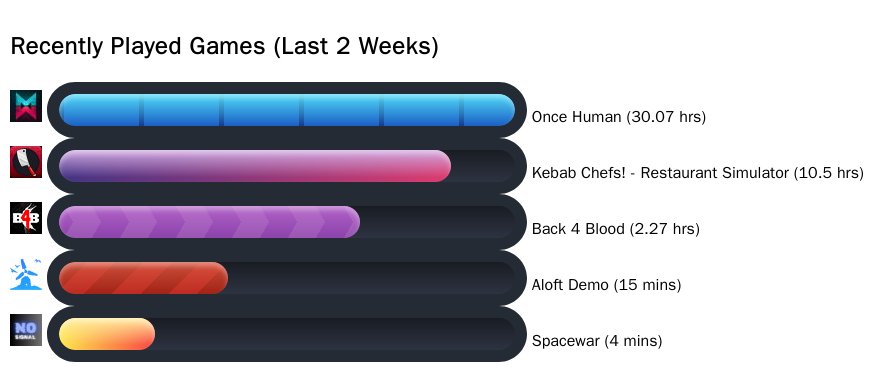 Recently Played Games (Last 2 Weeks)
Once Human (30.07 hrs)
Kebab Chefs! - Restaurant Simulator (10.5 hrs)
B4B
Back 4 Blood (2.27 hrs)
Aloft Demo (15 mins)
NO
SIGNAL
Spacewar (4 mins)